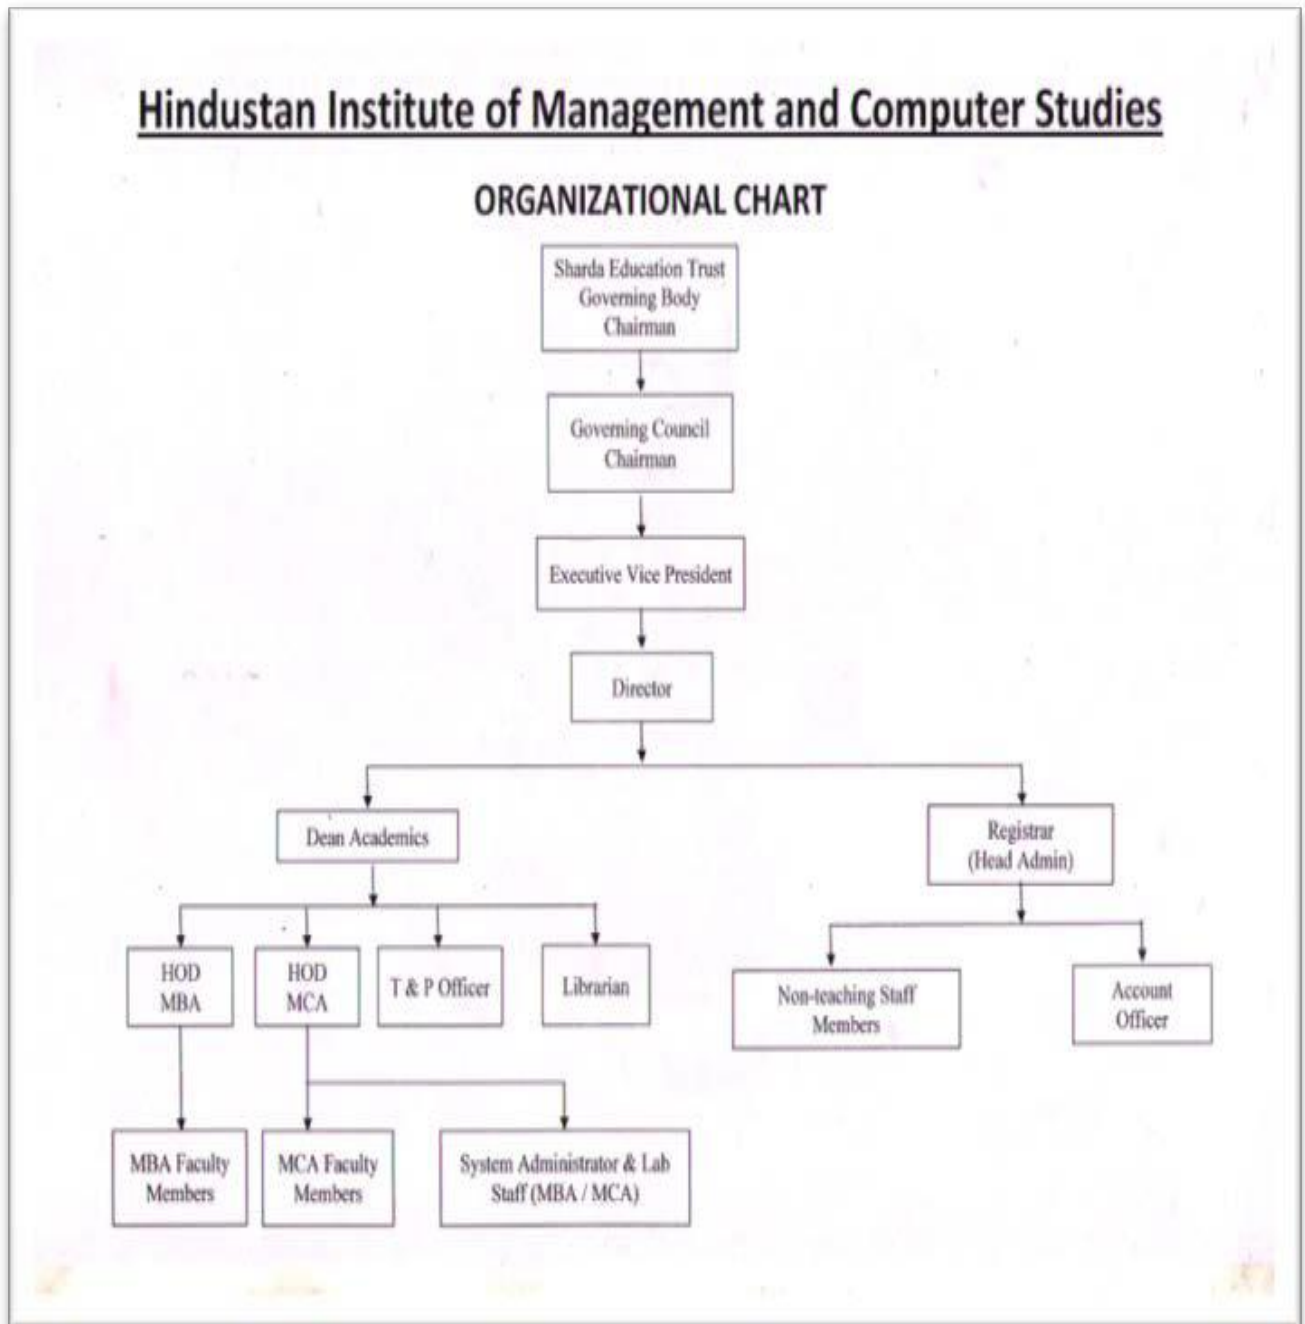 Hindustan Institute of Management and Computer Studies
ORGANIZATIONAL CHART
Sharda Education Trust
Governing Body
Chairman
Governing Council
Chairman
Executive Vice President
Director
Dean Academics
Registrar
(Head Admin)
HOD
MBA
HOD
MCA
T & P Officer
Librarian
Non-teaching Staff
Members
Account
Officer
MBA Faculty
Members
MCA Faculty
Members
System Administrator & Lab
Staff (MBA / MCA)